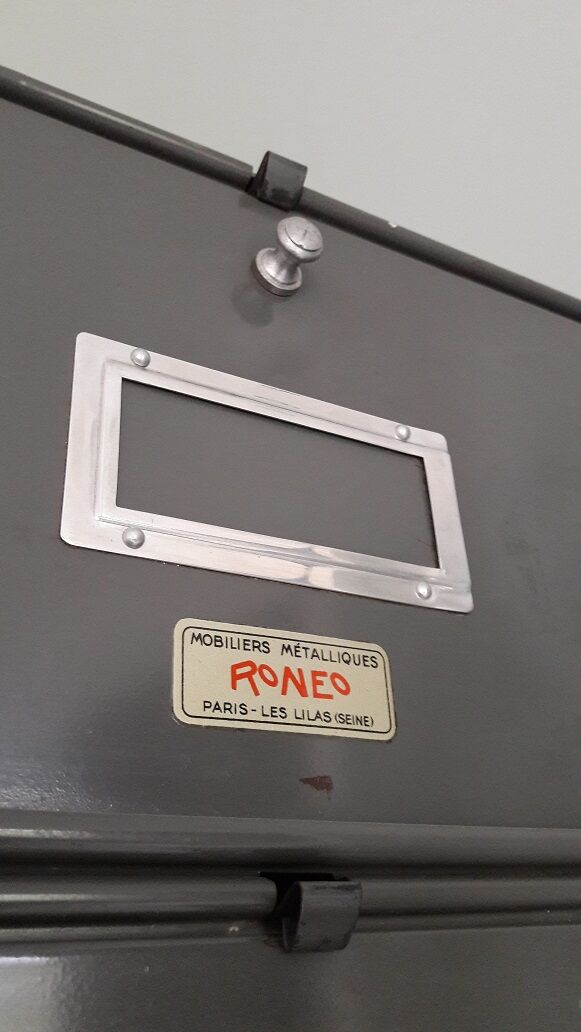 MOBILIERS MÉTALLIQUES
RONEO
PARIS - LES LILAS (SEINE)